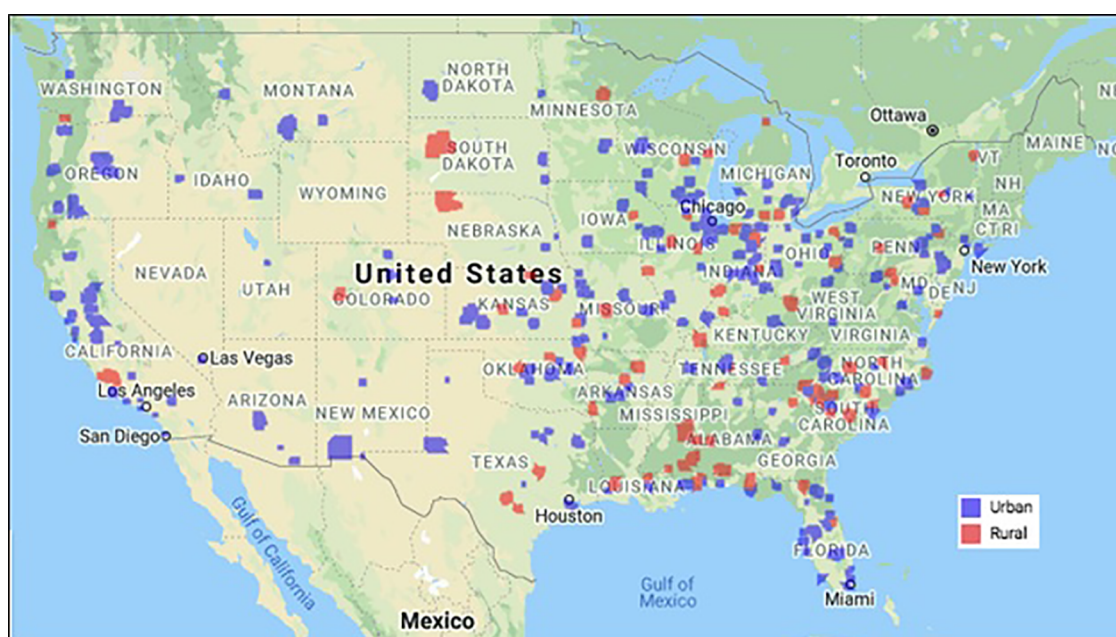 WASHINGTON
MONTANA
NORTH
DAKOTA
MINNESOTA
Ottawa
MAINE
OREGON
IDAHO
WYOMING
SOUTH
DAKOTA
WISCONSIN
MICHIGAN
Toronto
VT
NH
NEW YORK
MA
CT RI
NEBRASKA
IOWA
Chicago
ILLINOIS
INDIANA
OHIO
PENN
New York
NEVADA
UTAH
COLORADO
United States
KANSAS
MISSOURI
WEST
VIRGINIA
MD
DE
NJ
KENTUCKY
VIRGINIA
CALIFORNIA
Las Vegas
Los Angeles
San Diego
ARIZONA
NEW MEXICO
OKLAHOMA
ARKANSAS
TENNESSEE
NORTH
CAROLINA
MISSISSIPPI
SOUTH
CAROLINA
ALABAMA
GEORGIA
TEXAS
LOUISIANA
Houston
FLORIDA
Miami
Gulf of California
Gulf of
Mexico
Mexico
Urban
Rural